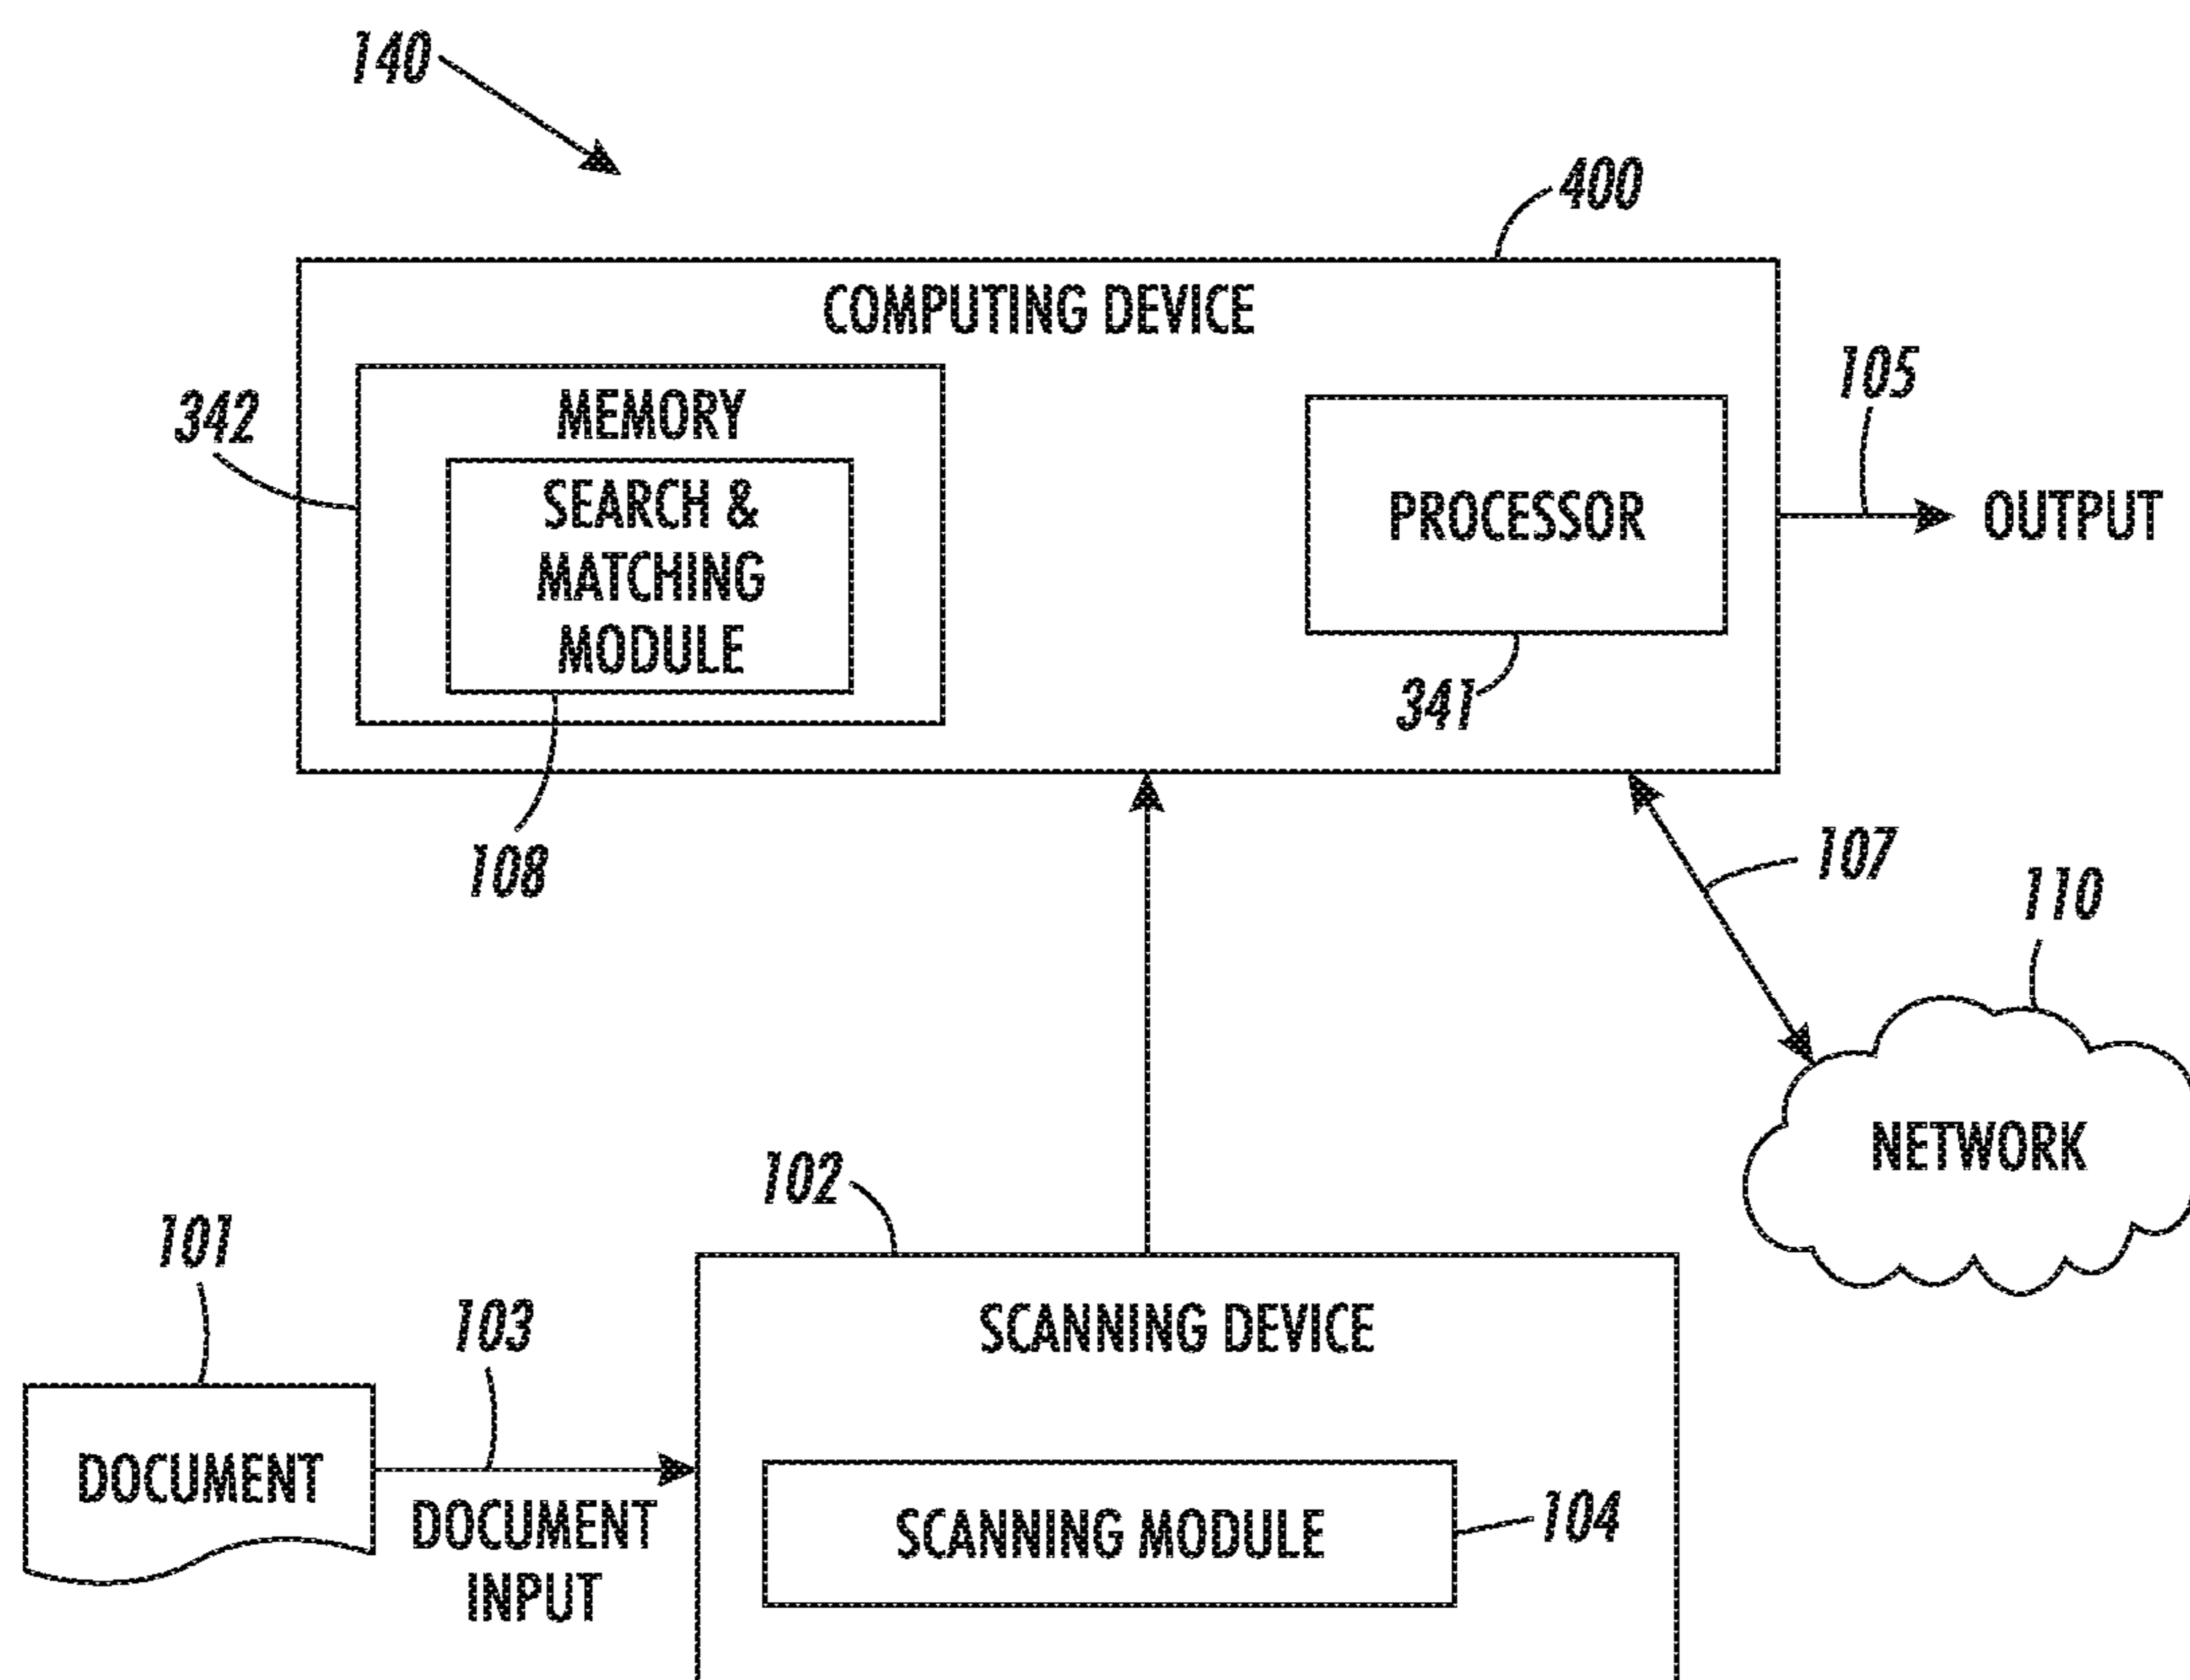 140
400
COMPUTING DEVICE
105
342
MEMORY
SEARCH &
MATCHING
MODULE
PROCESSOR
OUTPUT
341
108
107
110
NETWORK
102
101
103
SCANNING DEVICE
DOCUMENT
DOCUMENT
INPUT
SCANNING MODULE
104